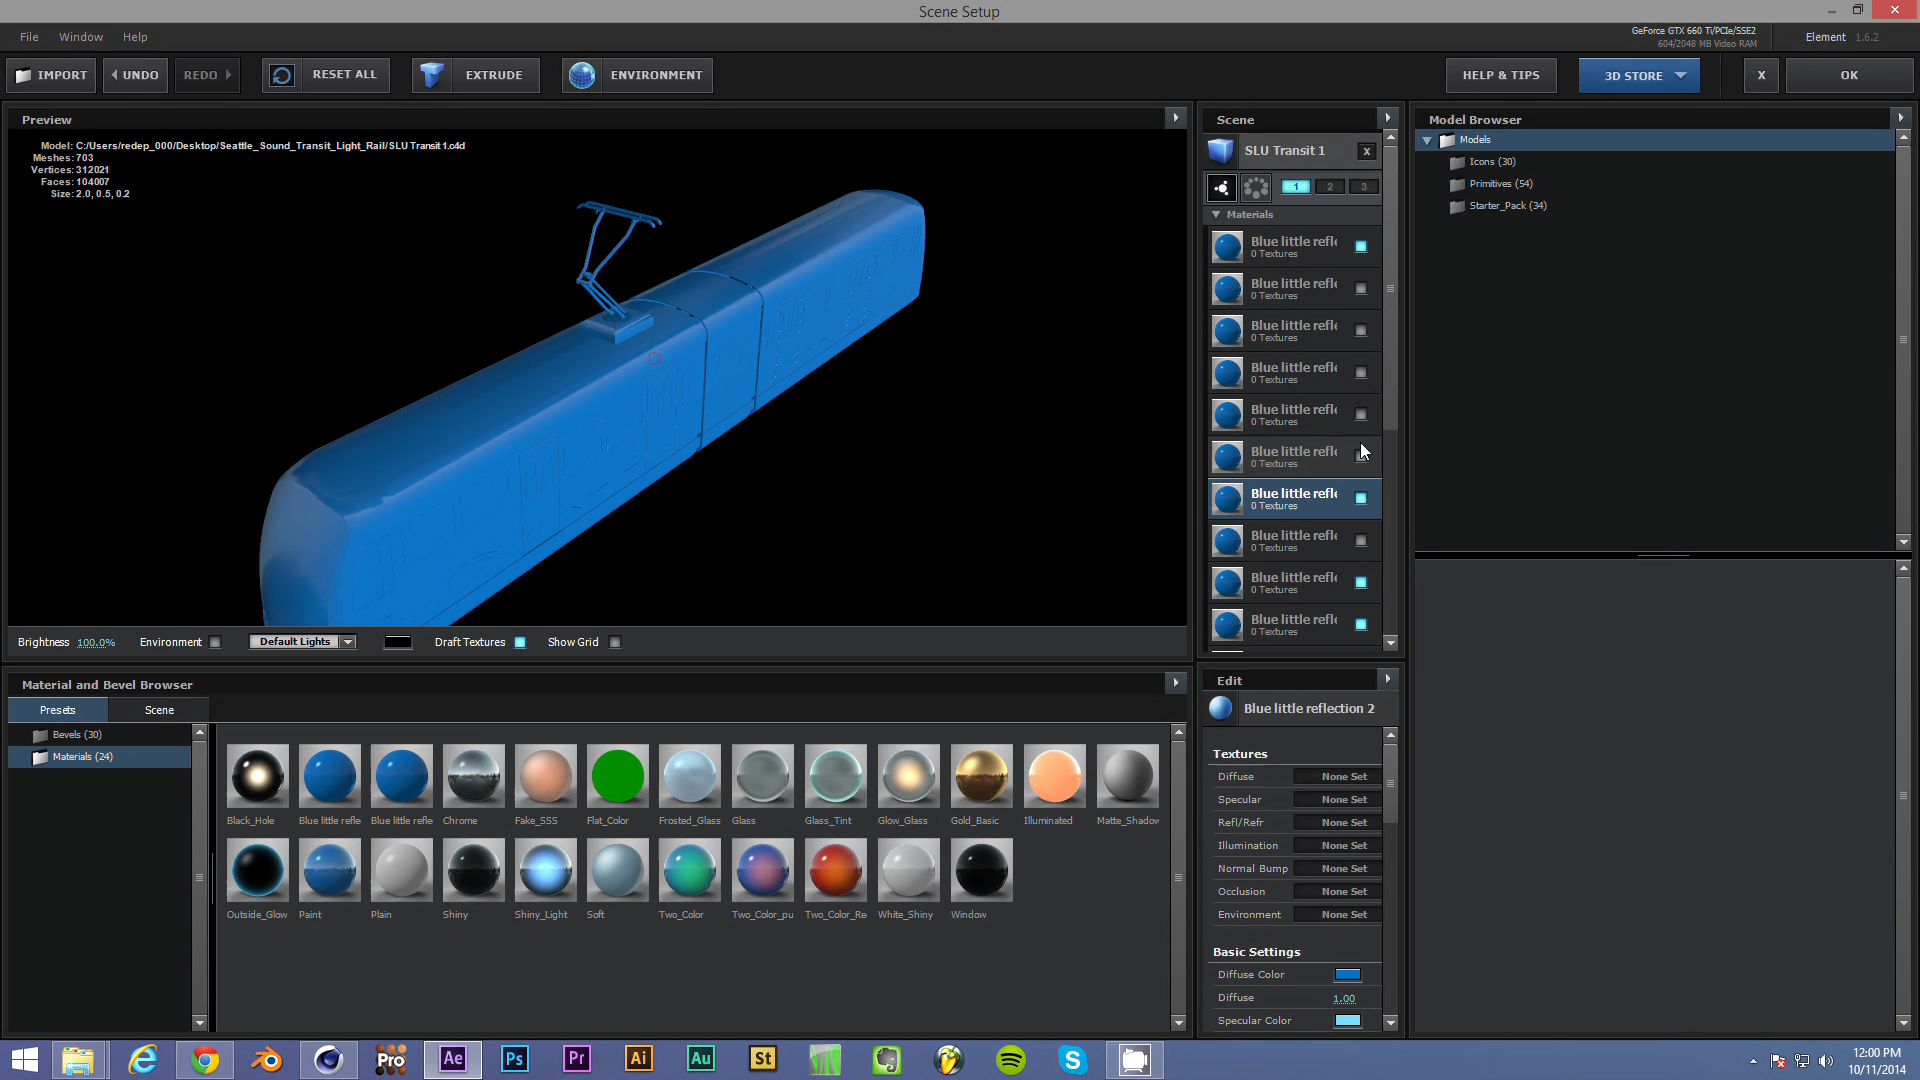 Scene Setup
File Window Help
GeForce GTX 660 Ti/PCIe/SSE2
604/2048 MB Video RAM
Element 1.6.2
IMPORT UNDO REDO RESET ALL EXTRUDE ENVIRONMENT HELP & TIPS 3D STORE X OK
Preview
Model: C:/Users/redep_000/Desktop/Seattle_Sound_Transit_Light_Rail/SLU Transit 1.c4d
Meshes: 703
Vertices: 312021
Faces: 104007
Size: 2.0, 0.5, 0.2
Brightness 100.0% Environment Default Lights Draft Textures Show Grid
Scene
SLU Transit 1 x
1 2 3
Materials
Blue little refle
0 Textures
Blue little refle
0 Textures
Blue little refle
0 Textures
Blue little refle
0 Textures
Blue little refle
0 Textures
Blue little refle
0 Textures
Blue little refle
0 Textures
Blue little refle
0 Textures
Blue little refle
0 Textures
Blue little refle
0 Textures
Model Browser
Models
Icons (30)
Primitives (54)
Starter_Pack (34)
Material and Bevel Browser
Presets Scene
Bevels (30)
Materials (24)
Black_Hole Blue little refle Blue little refle Chrome Fake_SSS Flat_Color Frosted_Glass Glass Glass_Tint Glow_Glass Gold_Basic Illuminated Matte_Shadow
Outside_Glow Paint Plain Shiny Shiny_Light Soft Two_Color Two_Color_pu Two_Color_Re White_Shiny Window
Edit
Blue little reflection 2
Textures
Diffuse None Set
Specular None Set
Refl/Refr None Set
Illumination None Set
Normal Bump None Set
Occlusion None Set
Environment None Set
Basic Settings
Diffuse Color
Diffuse 1.00
Specular Color
Pro Ae Ps Pr Ai Au St
12:00 PM
10/11/2014